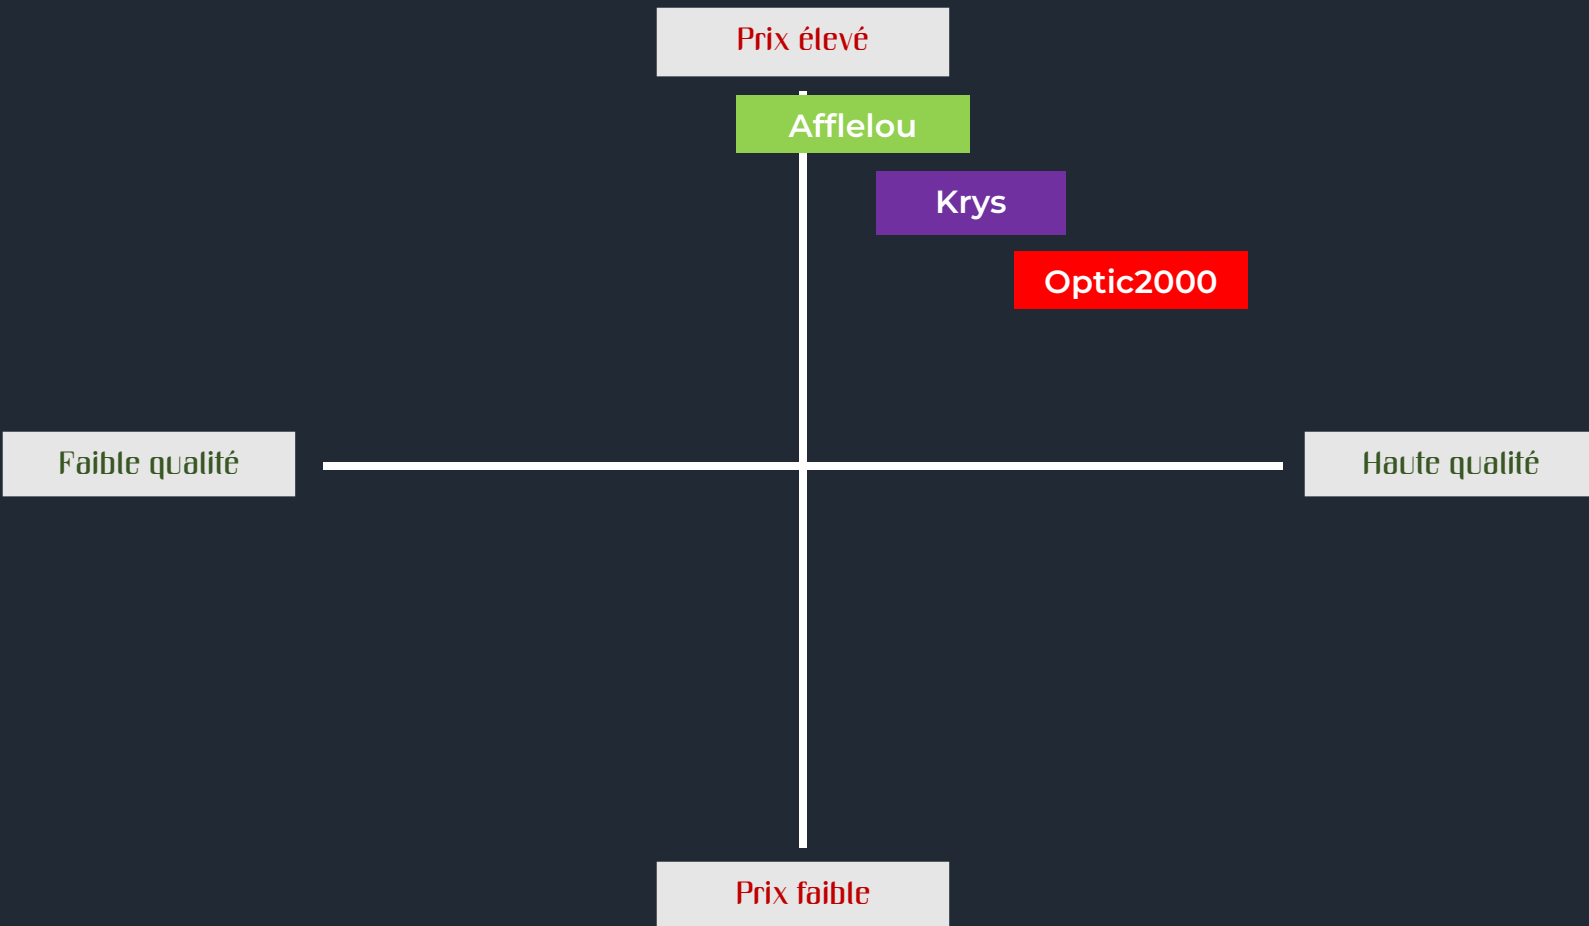 Prix élevé
Afflelou
Krys
Optic2000
Faible qualité
Haute qualité
Prix faible